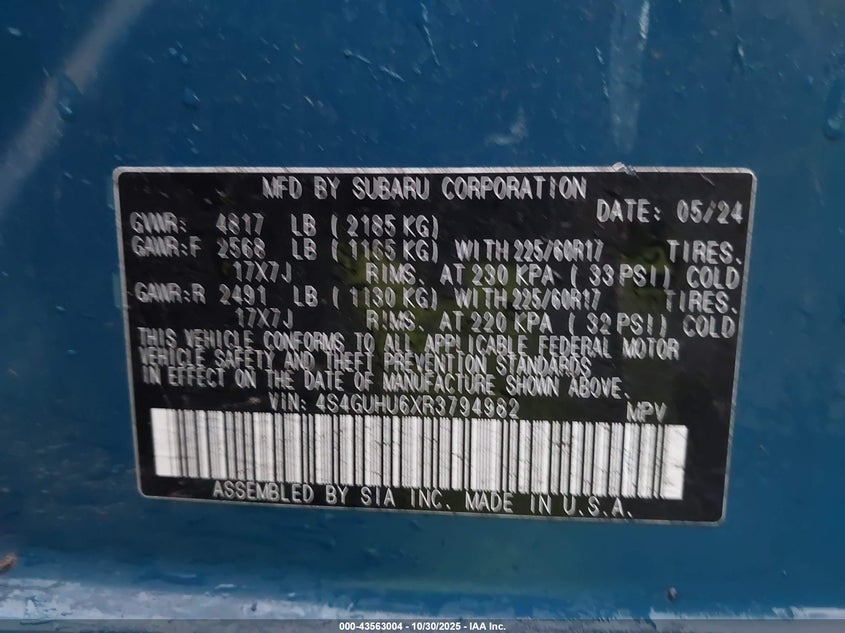 MFD BY SUBARU CORPORATION
DATE: 05/24
GVWR: 4817 LB (2185 KG)
GAWR:F 2568 LB (1165 KG) WITH 225/60R17 TIRES.
17X7J RIMS. AT 230 KPA (33 PSI) COLD
GAWR:R 2491 LB (1130 KG) WITH 225/60R17 TIRES.
17X7J RIMS. AT 220 KPA (32 PSI) COLD
THIS VEHICLE CONFORMS TO ALL APPLICABLE FEDERAL MOTOR
VEHICLE SAFETY AND THEFT PREVENTION STANDARDS
IN EFFECT ON THE DATE OF MANUFACTURE SHOWN ABOVE.
VIN: 4S4GUHU6XR3794982 MPV
ASSEMBLED BY SIA INC. MADE IN U.S.A.
000-43563004 - 10/30/2025 - IAA Inc.